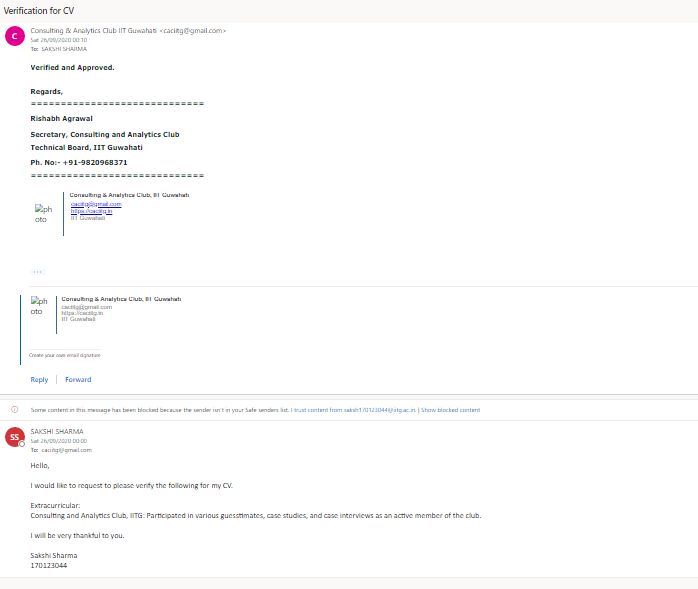 Verification for CV
C
Consulting & Analytics Club IIT Guwahati <caciitg@gmail.com>
Sat 26/09/2020 00:10
To: SAKSHI SHARMA
Verified and Approved.
Regards,
==============================
Rishabh Agrawal
Secretary, Consulting and Analytics Club
Technical Board, IIT Guwahati
Ph. No:- +91-9820968371
==============================
Consulting & Analytics Club, IIT Guwahati
caciitg@gmail.com
https://caciitg.in
IIT Guwahati
ph
oto
...
Consulting & Analytics Club, IIT Guwahati
caciitg@gmail.com
https://caciitg.in
IIT Guwahati
ph
oto
Create your own email signature
Reply | Forward
Some content in this message has been blocked because the sender isn't in your Safe senders list. I trust content from saksh170123044@iitg.ac.in. | Show blocked content
SS
SAKSHI SHARMA
Sat 26/09/2020 00:00
To: caciitg@gmail.com
Hello,
I would like to request to please verify the following for my CV.
Extracurricular:
Consulting and Analytics Club, IITG: Participated in various guesstimates, case studies, and case interviews as an active member of the club.
I will be very thankful to you.
Sakshi Sharma
170123044